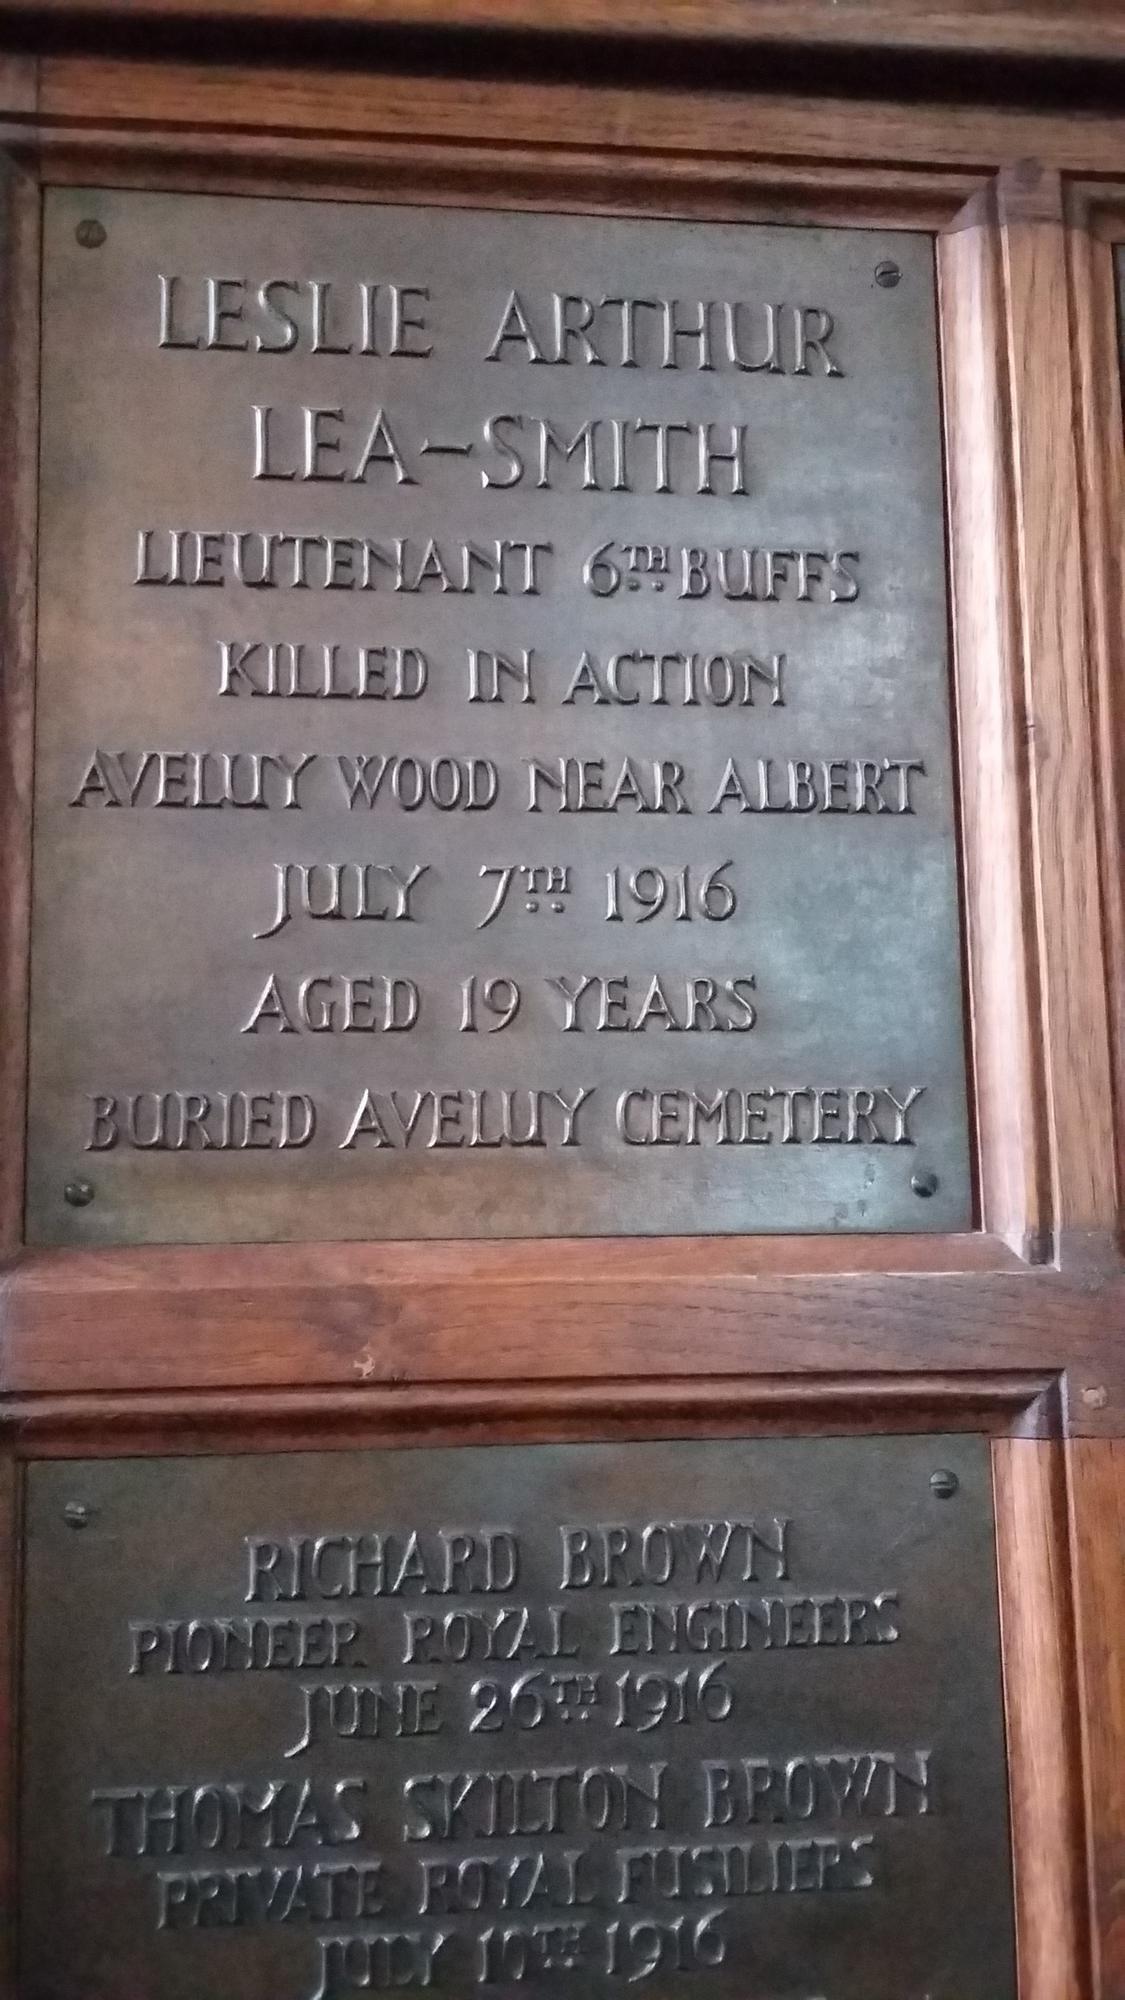 LESLIE ARTHUR
LEA-SMITH
LIEUTENANT 6TH BUFFS
KILLED IN ACTION
AVELUY WOOD NEAR ALBERT
JULY 7TH 1916
AGED 19 YEARS
BURIED AVELUY CEMETERY
RICHARD BROWN
PIONEER ROYAL ENGINEERS
JUNE 26TH 1916
THOMAS SKILTON BROWN
PRIVATE ROYAL FUSILIERS
JULY 10TH 1916